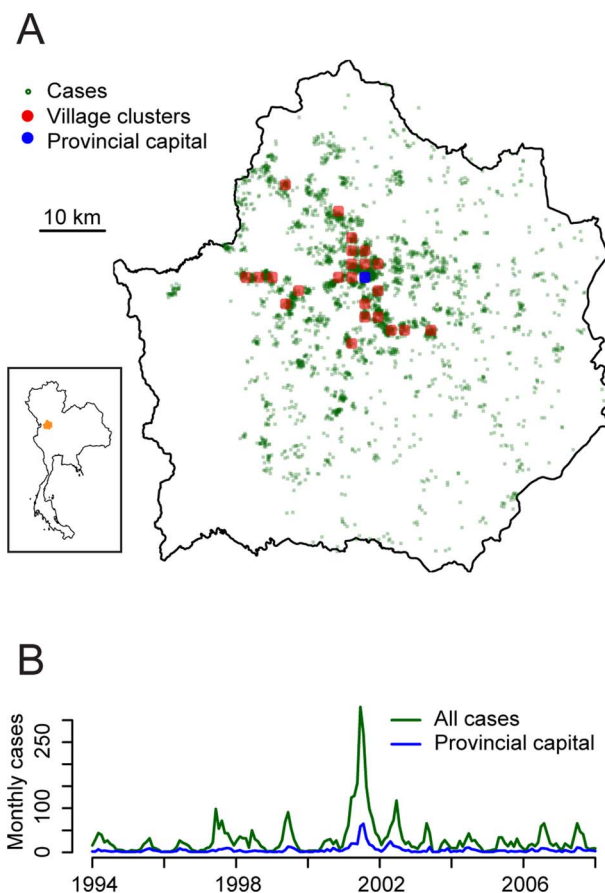 A
Cases
Village clusters
Provincial capital
10 km
B
Monthly cases
0
100
250
All cases
Provincial capital
1994
1998
2002
2006